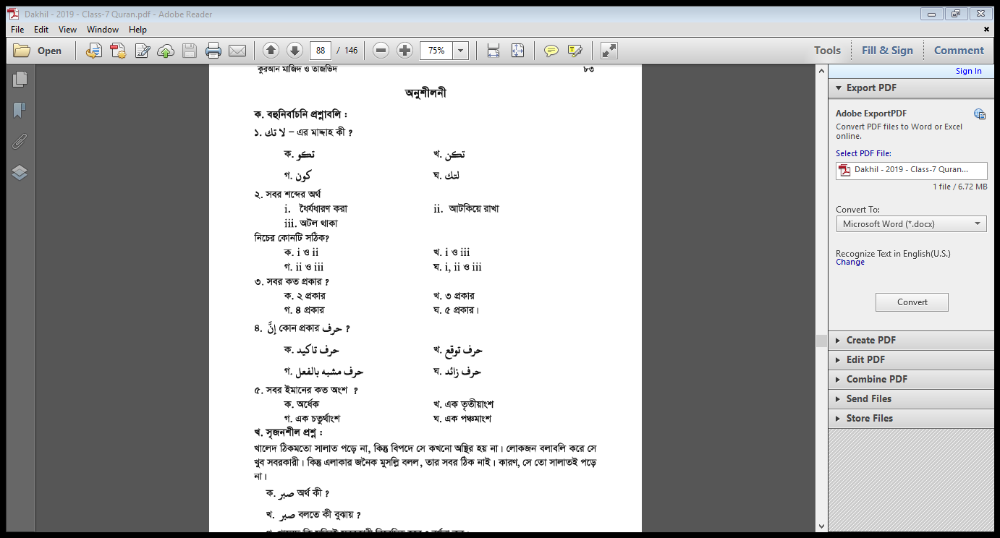 Dakhil - 2019 - Class-7 Quran.pdf - Adobe Reader
File Edit View Window Help
Open 88 / 146 75% Tools Fill & Sign Comment
Sign In
Export PDF
Adobe ExportPDF
Convert PDF files to Word or Excel
online.
Select PDF File:
Dakhil - 2019 - Class-7 Quran...
1 file / 6.72 MB
Convert To:
Microsoft Word (*.docx)
Recognize Text in English(U.S.)
Change
Convert
Create PDF
Edit PDF
Combine PDF
Send Files
Store Files
কুরআন মাজিদ ও তাজভিদ ৮৩
অনুশীলনী
ক. বহুনির্বাচনি প্রশ্নাবলি :
১. لا تك – এর মাদ্দাহ কী ?
ক. تكو খ. تكن
গ. كون ঘ. لتك
২. সবর শব্দের অর্থ
i. ধৈর্যধারণ করা ii. আটকিয়ে রাখা
iii. অটল থাকা
নিচের কোনটি সঠিক?
ক. i ও ii খ. i ও iii
গ. ii ও iii ঘ. i, ii ও iii
৩. সবর কত প্রকার ?
ক. ২ প্রকার খ. ৩ প্রকার
গ. ৪ প্রকার ঘ. ৫ প্রকার।
৪. إنَّ কোন প্রকার حرف ?
ক. حرف تاكيد খ. حرف توقع
গ. حرف مشبه بالفعل ঘ. حرف زائد
৫. সবর ইমানের কত অংশ ?
ক. অর্ধেক খ. এক তৃতীয়াংশ
গ. এক চতুর্থাংশ ঘ. এক পঞ্চমাংশ
খ. সৃজনশীল প্রশ্ন :
খালেদ ঠিকমতো সালাত পড়ে না, কিন্তু বিপদে সে কখনো অস্থির হয় না। লোকজন বলাবলি করে সে
খুব সবরকারী। কিন্তু এলাকার জনৈক মুসল্লি বলল, তার সবর ঠিক নাই। কারণ, সে তো সালাতই পড়ে
না।
ক. صبر অর্থ কী ?
খ. صبر বলতে কী বুঝায় ?